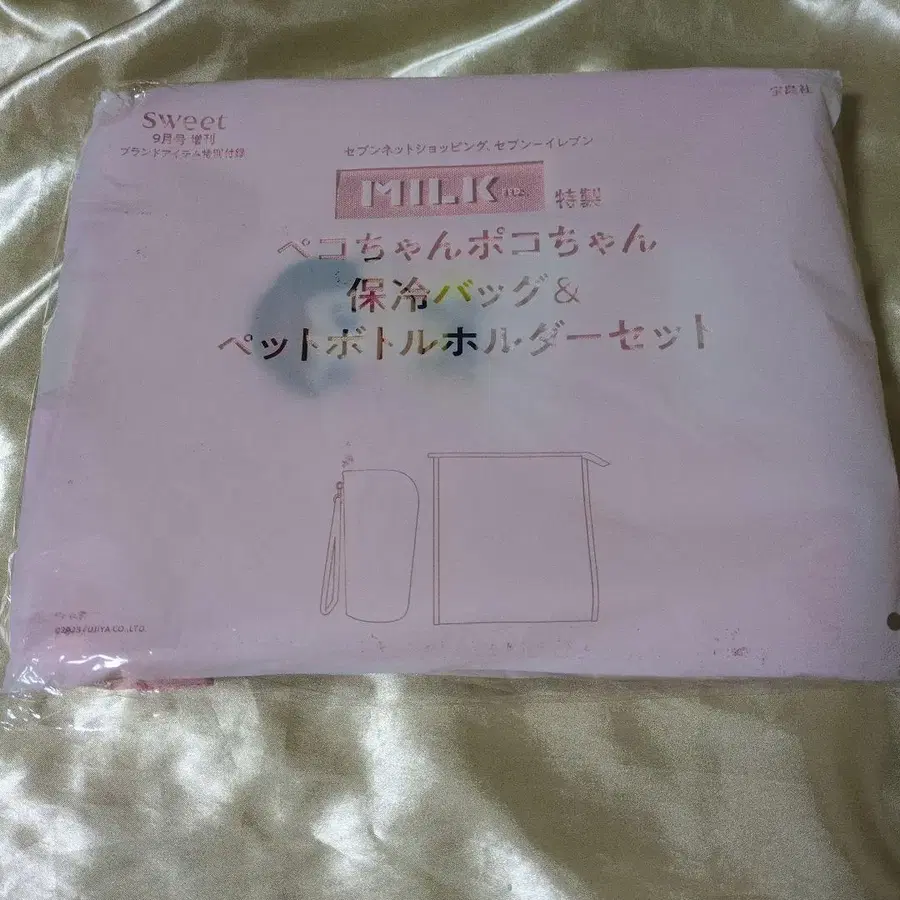 sweet
9月号 増刊
ブランドアイテム特別付録
宝島社
セブンネットショッピング、セブン-イレブン
MILK
特製
ペコちゃんポコちゃん
保冷バッグ&
ペットボトルホルダーセット
©2023 FUJIYA CO.,LTD.